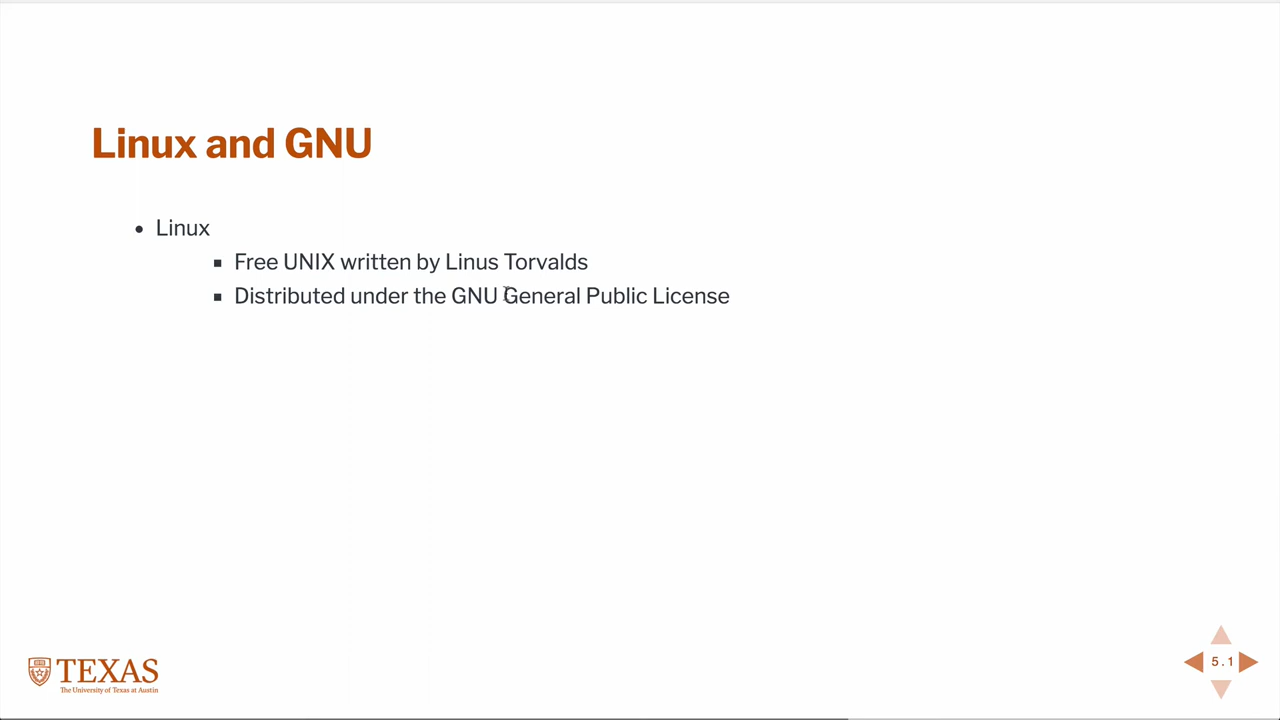 Linux and GNU
Linux
Free UNIX written by Linus Torvalds
Distributed under the GNU General Public License
TEXAS
The University of Texas at Austin
5.1